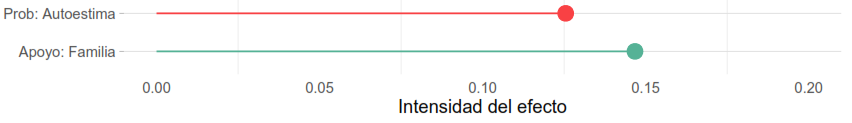 Prob: Autoestima
Apoyo: Familia
0.00 0.05 0.10 0.15 0.20
Intensidad del efecto